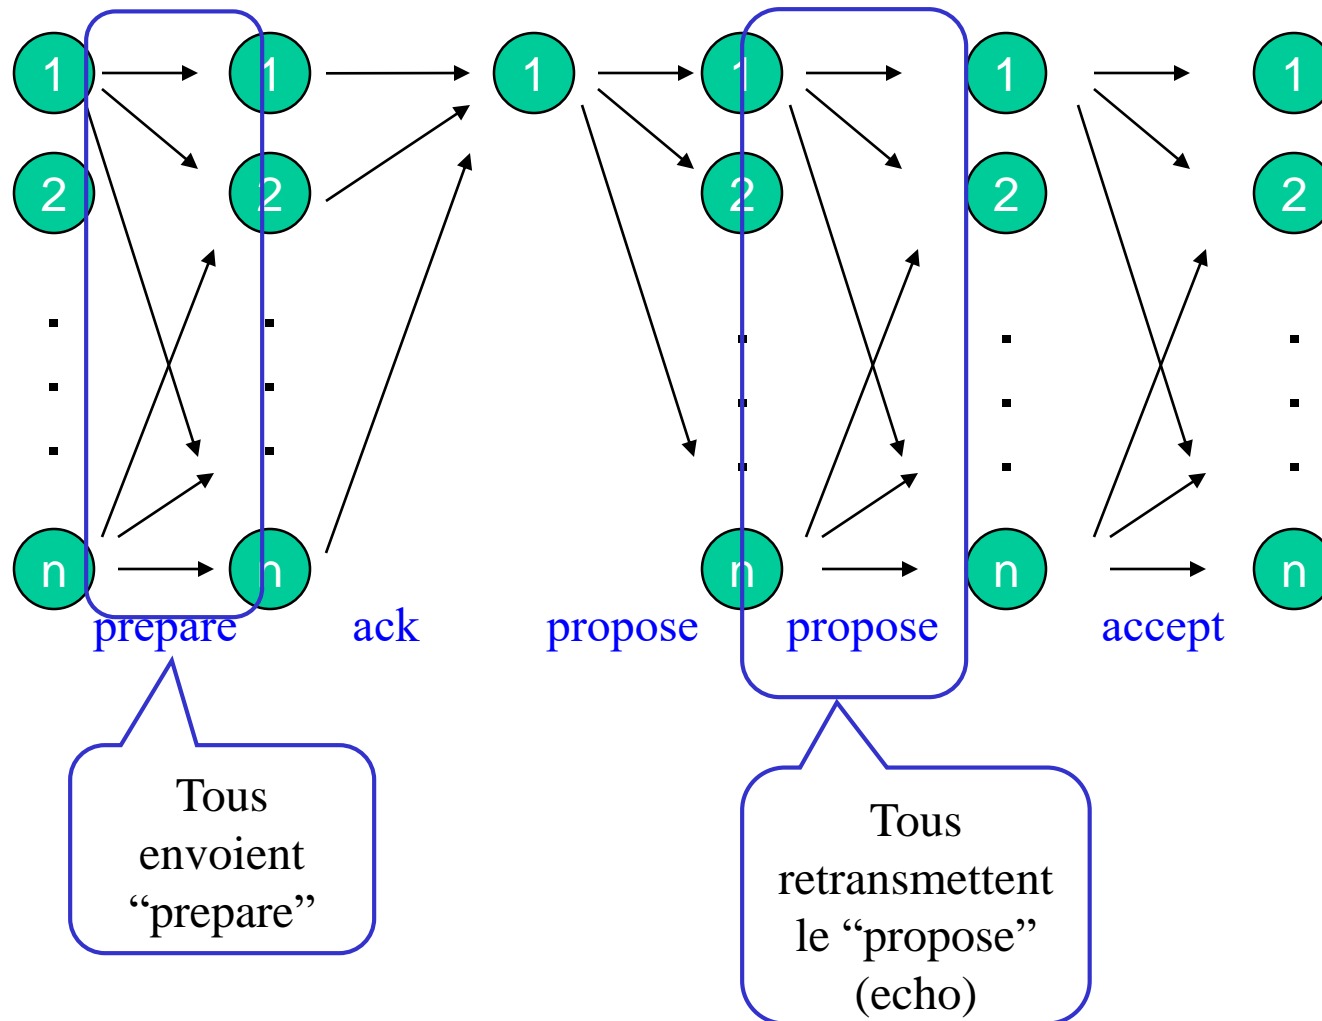 1 1 1 1 1 1
2 2 2 2 2
n n n n n
prepare ack propose propose accept
Tous
envoient
“prepare”
Tous
retransmettent
le “propose”
(echo)